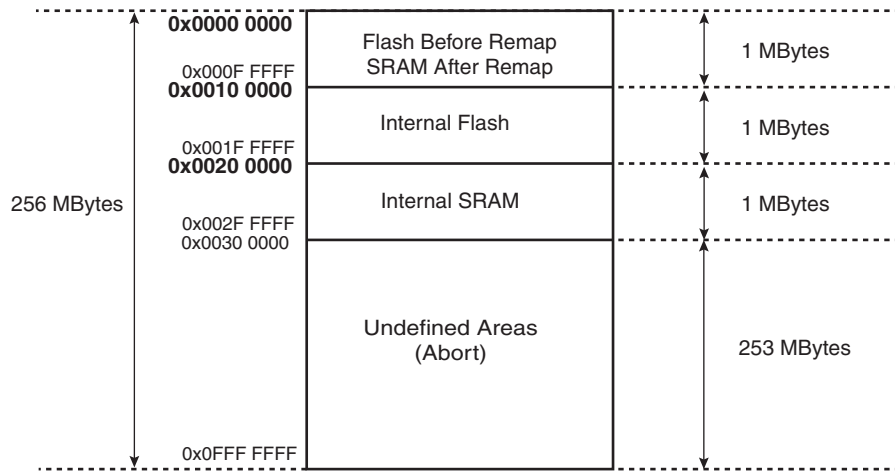 0x0000 0000
Flash Before Remap
SRAM After Remap
1 MBytes
0x000F FFFF
0x0010 0000
Internal Flash
1 MBytes
0x001F FFFF
0x0020 0000
256 MBytes
Internal SRAM
1 MBytes
0x002F FFFF
0x0030 0000
Undefined Areas
(Abort)
253 MBytes
0x0FFF FFFF